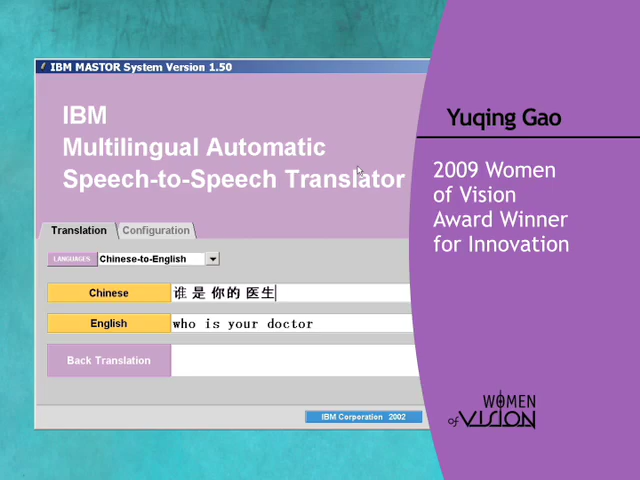 IBM MASTOR System Version 1.50
IBM
Multilingual Automatic
Speech-to-Speech Translator
Translation
Configuration
LANGUAGES
Chinese-to-English
Chinese
谁 是 你的 医生
English
who is your doctor
Back Translation
IBM Corporation 2002
Yuqing Gao
2009 Women
of Vision
Award Winner
for Innovation
WOMEN
of VISION